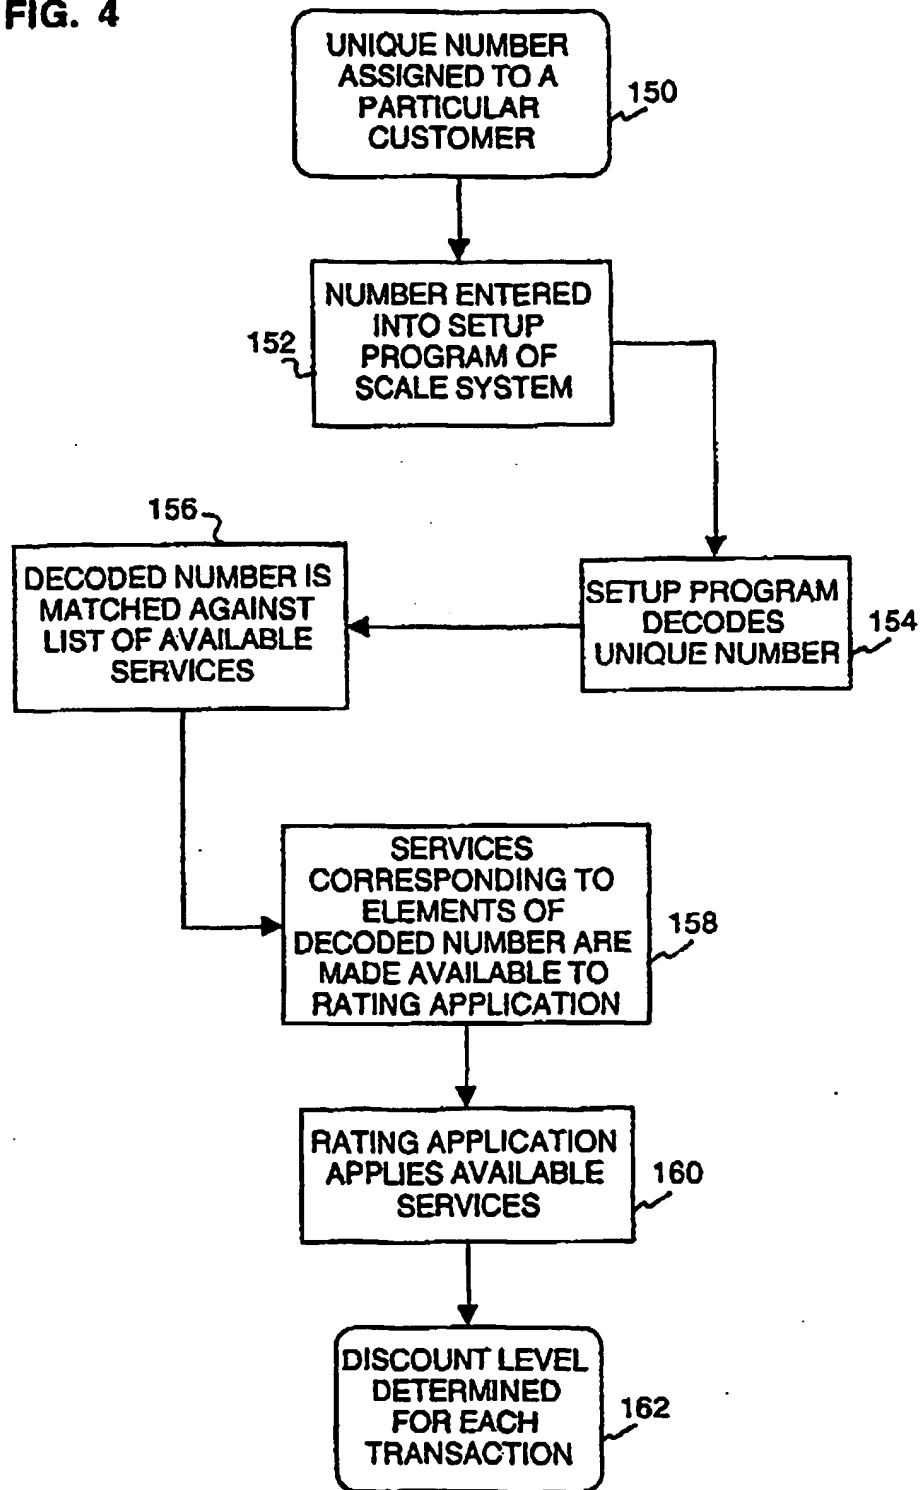 FIG. 4
UNIQUE NUMBER
ASSIGNED TO A
PARTICULAR
CUSTOMER
150
NUMBER ENTERED
INTO SETUP
PROGRAM OF
SCALE SYSTEM
152
SETUP PROGRAM
DECODES
UNIQUE NUMBER
154
156
DECODED NUMBER IS
MATCHED AGAINST
LIST OF AVAILABLE
SERVICES
SERVICES
CORRESPONDING TO
ELEMENTS OF
DECODED NUMBER ARE
MADE AVAILABLE TO
RATING APPLICATION
158
RATING APPLICATION
APPLIES AVAILABLE
SERVICES
160
DISCOUNT LEVEL
DETERMINED
FOR EACH
TRANSACTION
162